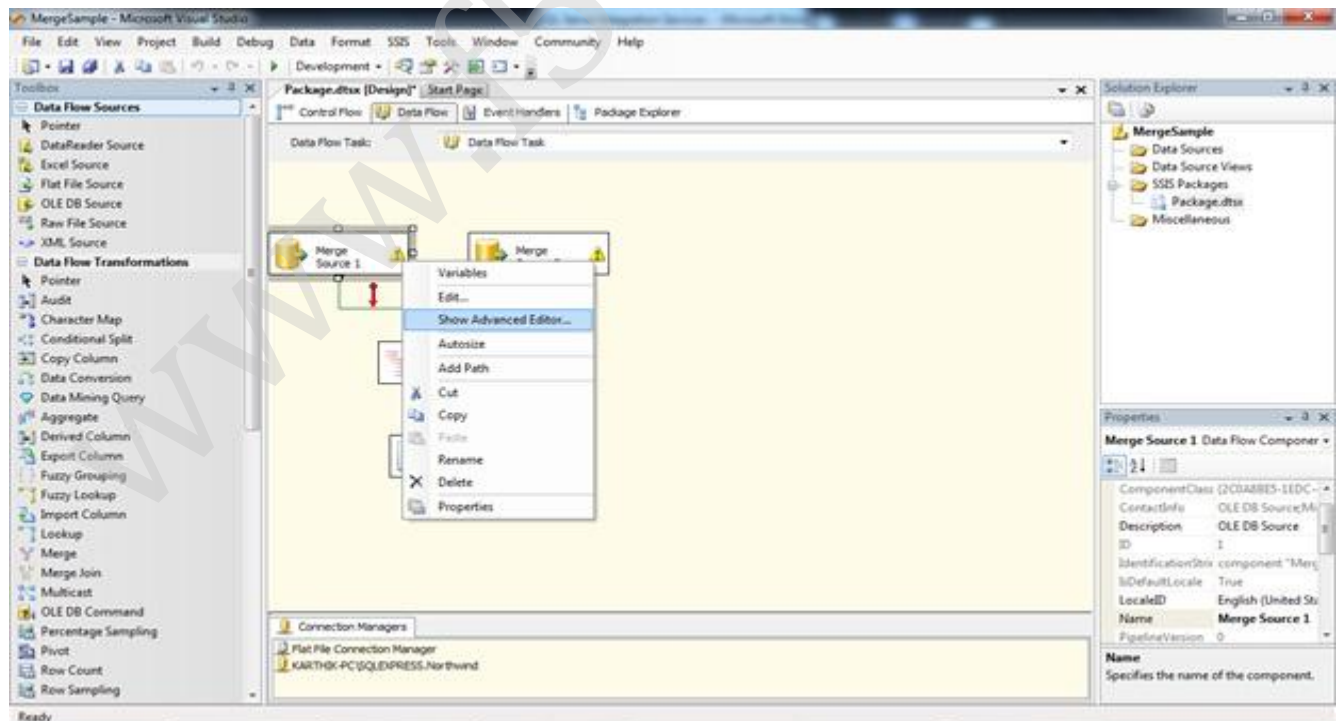 MergeSample - Microsoft Visual Studio
File Edit View Project Build Debug Data Format SSIS Tools Window Community Help
Development
Toolbox
Data Flow Sources
Pointer
DataReader Source
Excel Source
Flat File Source
OLE DB Source
Raw File Source
XML Source
Data Flow Transformations
Pointer
Audit
Character Map
Conditional Split
Copy Column
Data Conversion
Data Mining Query
Aggregate
Derived Column
Export Column
Fuzzy Grouping
Fuzzy Lookup
Import Column
Lookup
Merge
Merge Join
Multicast
OLE DB Command
Percentage Sampling
Pivot
Row Count
Row Sampling
Package.dtsx [Design]* Start Page
Control Flow Data Flow Event Handlers Package Explorer
Data Flow Task: Data Flow Task
Merge
Source 1
Merge
Variables
Edit...
Show Advanced Editor...
Autosize
Add Path
Cut
Copy
Paste
Rename
Delete
Properties
Connection Managers
Flat File Connection Manager
KARTHIK-PC\SQLEXPRESS.Northwind
Solution Explorer
MergeSample
Data Sources
Data Source Views
SSIS Packages
Package.dtsx
Miscellaneous
Properties
Merge Source 1 Data Flow Componer
ComponentClass {2C0A8BE5-1EDC-
ContactInfo OLE DB Source;Mi
Description OLE DB Source
ID 1
IdentificationStrin component "Merg
IsDefaultLocale True
LocaleID English (United Sta
Name Merge Source 1
PipelineVersion 0
Name
Specifies the name of the component.
Ready